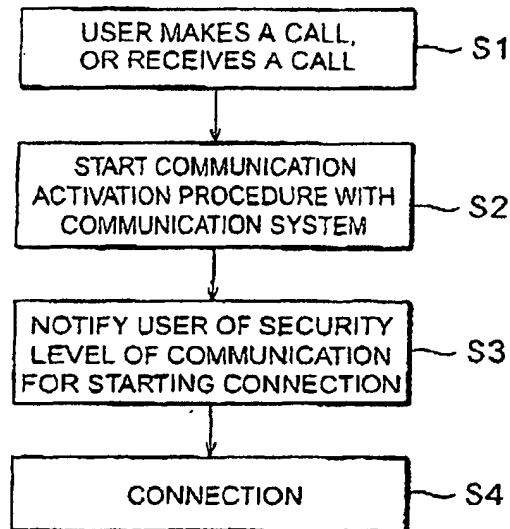 USER MAKES A CALL,
OR RECEIVES A CALL
S1
START COMMUNICATION
ACTIVATION PROCEDURE WITH
COMMUNICATION SYSTEM
S2
NOTIFY USER OF SECURITY
LEVEL OF COMMUNICATION
FOR STARTING CONNECTION
S3
CONNECTION
S4